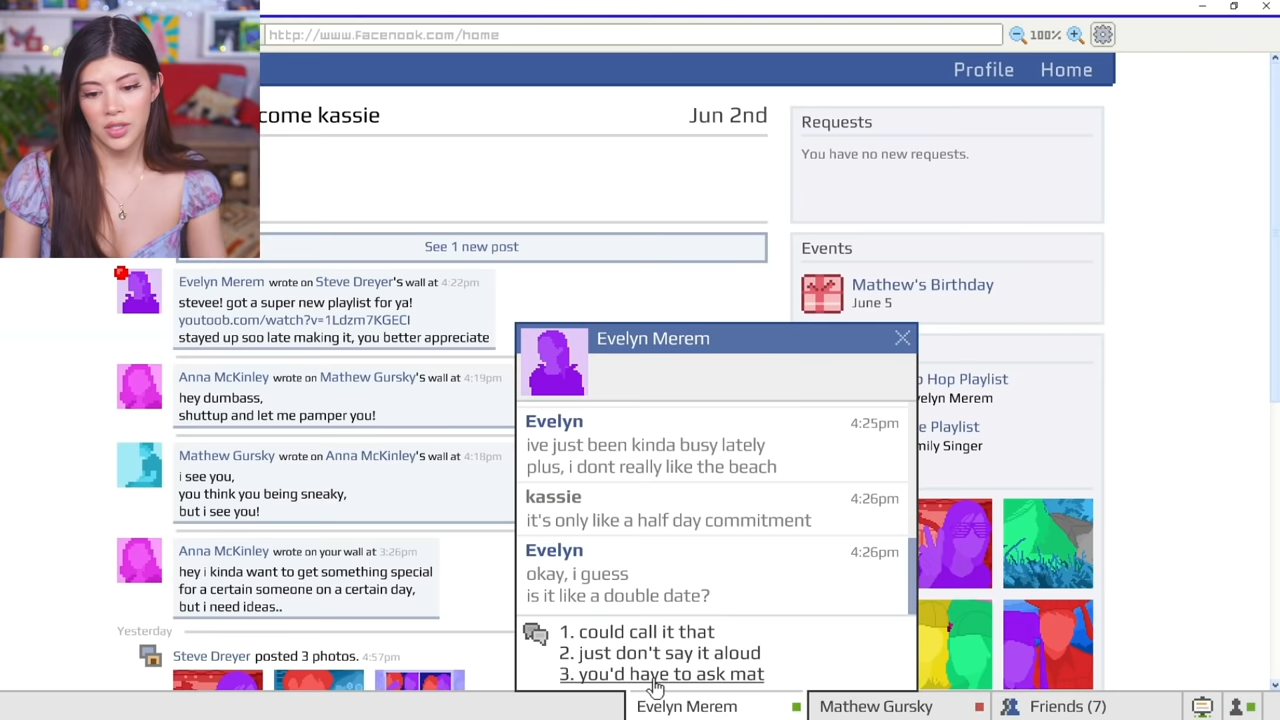 http://www.facenook.com/home
100%
Profile Home
come kassie
Jun 2nd
See 1 new post
Evelyn Merem wrote on Steve Dreyer's wall at 4:22pm
stevee! got a super new playlist for ya!
youtoob.com/watch?v=1Ldzm7KGECI
stayed up soo late making it, you better appreciate
Anna McKinley wrote on Mathew Gursky's wall at 4:19pm
hey dumbass,
shuttup and let me pamper you!
Mathew Gursky wrote on Anna McKinley's wall at 4:18pm
i see you,
you think you being sneaky,
but i see you!
Anna McKinley wrote on your wall at 3:26pm
hey i kinda want to get something special
for a certain someone on a certain day,
but i need ideas..
Yesterday
Steve Dreyer posted 3 photos. 4:57pm
Requests
You have no new requests.
Events
Mathew's Birthday
June 5
Hop Playlist
velyn Merem
e Playlist
mily Singer
Evelyn Merem
Evelyn 4:25pm
ive just been kinda busy lately
plus, i dont really like the beach
kassie 4:26pm
it's only like a half day commitment
Evelyn 4:26pm
okay, i guess
is it like a double date?
1. could call it that
2. just don't say it aloud
3. you'd have to ask mat
Evelyn Merem
Mathew Gursky
Friends (7)